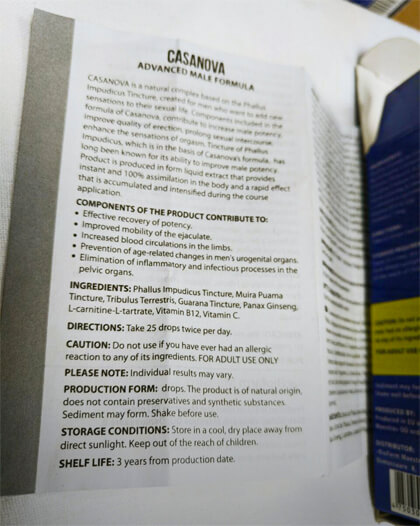 CASANOVA
ADVANCED MALE FORMULA
CASANOVA is a natural complex based on the Phallus
Impudicus Tincture, created for men who want to add new
sensations to their sexual life. Components included in the
formula of Casanova, contribute to increase male potency,
improve quality of erection, prolong sexual intercourse,
enhance the sensations of orgasm. Tincture of Phallus
Impudicus, which is in the basis of Casanova's formula, has
long been known for its ability to improve male potency.
Product is produced in form liquid extract that provides
instant and 100% assimilation in the body and a rapid effect
that is accumulated and intensified during the course
application.
COMPONENTS OF THE PRODUCT CONTRIBUTE TO:
• Effective recovery of potency.
• Improved mobility of the ejaculate.
• Increased blood circulations in the limbs.
• Prevention of age-related changes in men's urogenital organs.
• Elimination of inflammatory and infectious processes in the
pelvic organs.
INGREDIENTS: Phallus Impudicus Tincture, Muira Puama
Tincture, Tribulus Terrestris, Guarana Tincture, Panax Ginseng,
L-carnitine-L-tartrate, Vitamin B12, Vitamin C.
DIRECTIONS: Take 25 drops twice per day.
CAUTION: Do not use if you have ever had an allergic
reaction to any of its ingredients. FOR ADULT USE ONLY
PLEASE NOTE: Individual results may vary.
PRODUCTION FORM: drops. The product is of natural origin,
does not contain preservatives and synthetic substances.
Sediment may form. Shake before use.
STORAGE CONDITIONS: Store in a cool, dry place away from
direct sunlight. Keep out of the reach of children.
SHELF LIFE: 3 years from production date.
PRODUCED BY
DISTRIBUTOR: